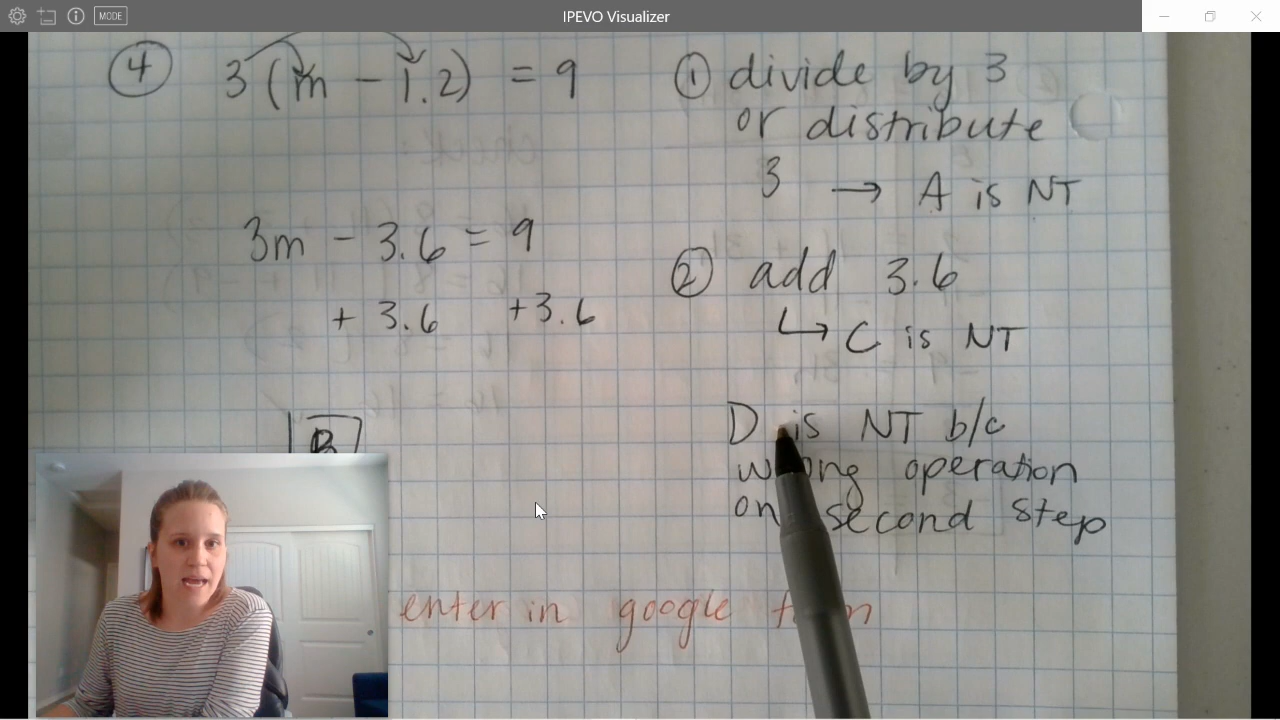 MODE
IPEVO Visualizer
4 3(m - 1.2) = 9
3m - 3.6 = 9
+ 3.6 +3.6
B
1 divide by 3
or distribute
3 → A is NT
2 add 3.6
↳ C is NT
D is NT b/c
wrong operation
on second step
enter in google